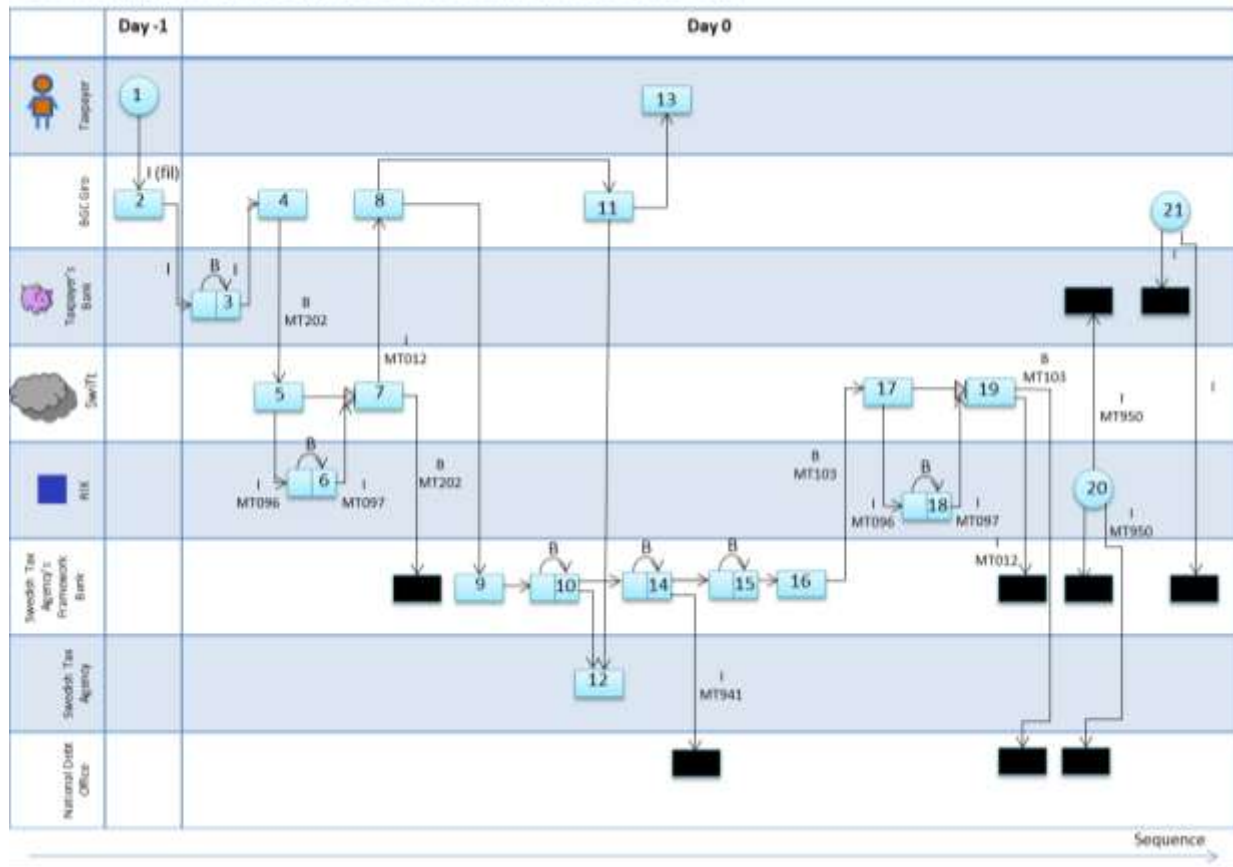 Day -1
Day 0
Taxpayer
1
13
BGC Giro
I (fil)
2
4
8
11
21
Taxpayer's
Bank
I
B
I
3
B
MT202
I
MT012
I
SWIFT
5
7
17
19
B
MT103
I
MT950
I
RIX
B
6
I
MT096
I
MT097
B
MT202
B
MT103
B
18
I
MT096
I
MT097
20
I
MT950
I
MT012
Swedish Tax
Agency's
Framework
Bank
9
B
10
B
14
B
15
16
Swedish Tax
Agency
12
I
MT941
National Debt
Office
Sequence